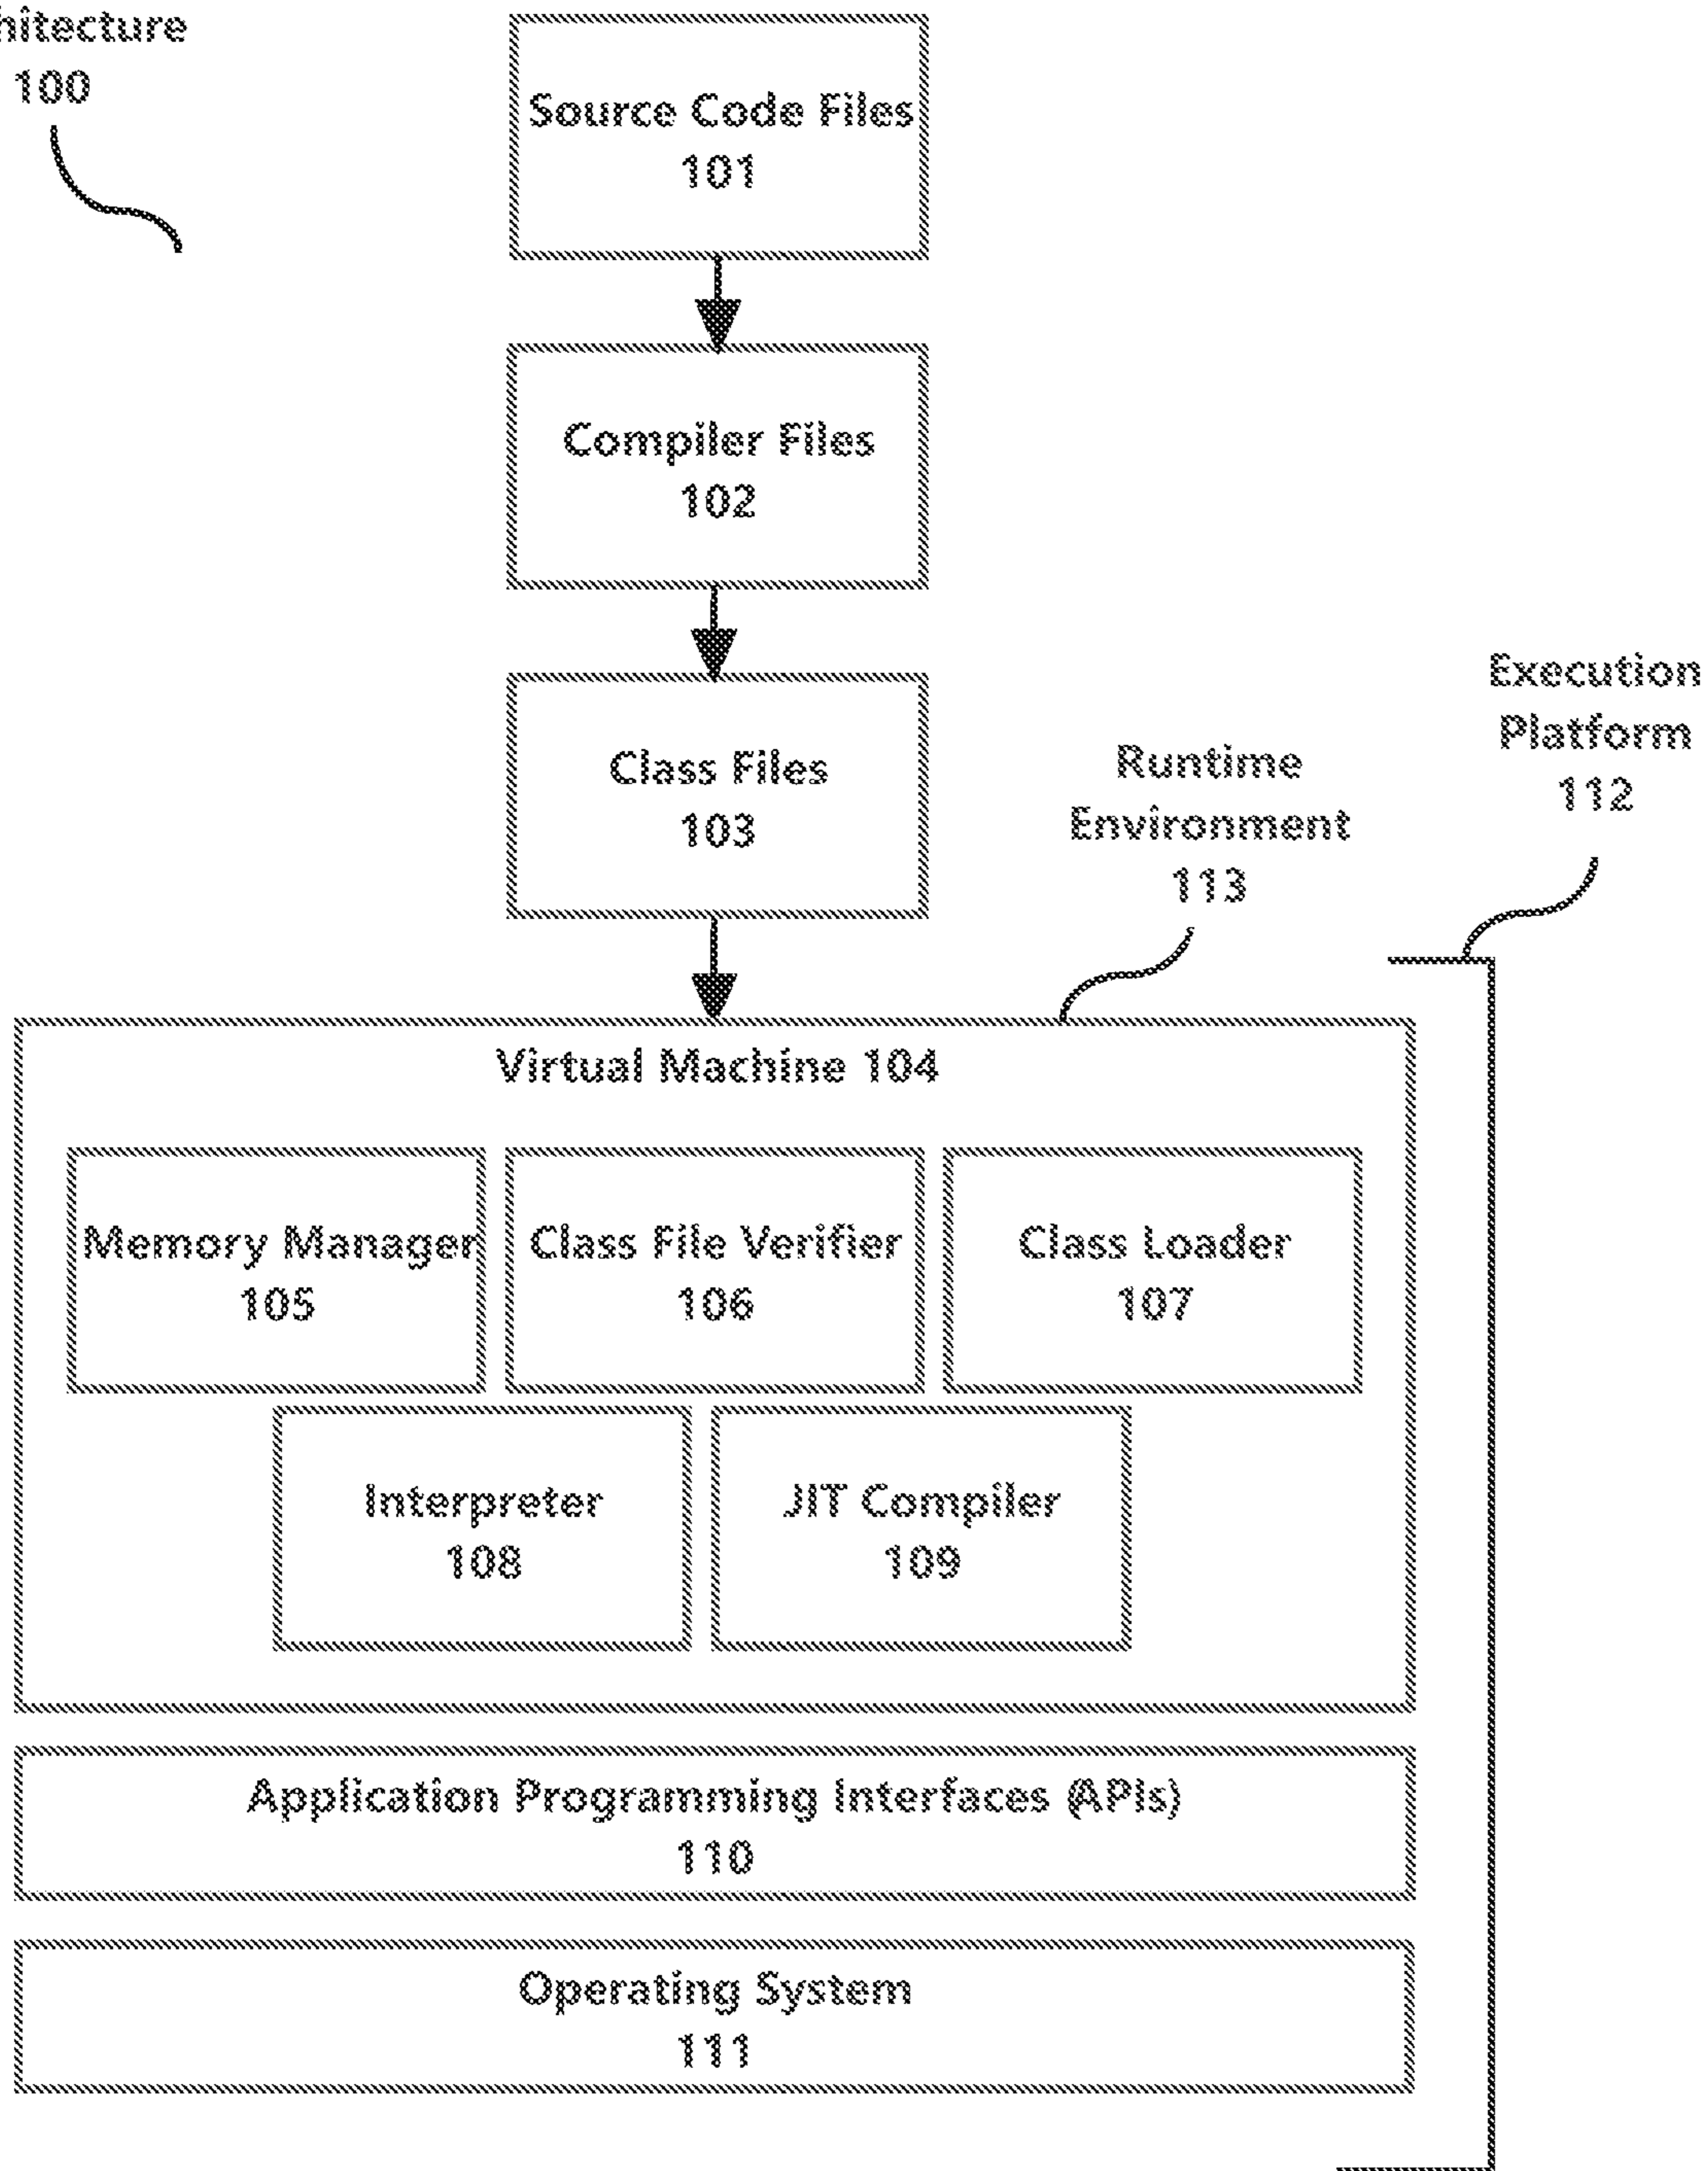 hitecture
100
Source Code Files
101
Compiler Files
102
Class Files
103
Execution
Platform
112
Runtime
Environment
113
Virtual Machine 104
Memory Manager
105
Class File Verifier
106
Class Loader
107
Interpreter
108
JIT Compiler
109
Application Programming Interfaces (APIs)
110
Operating System
111